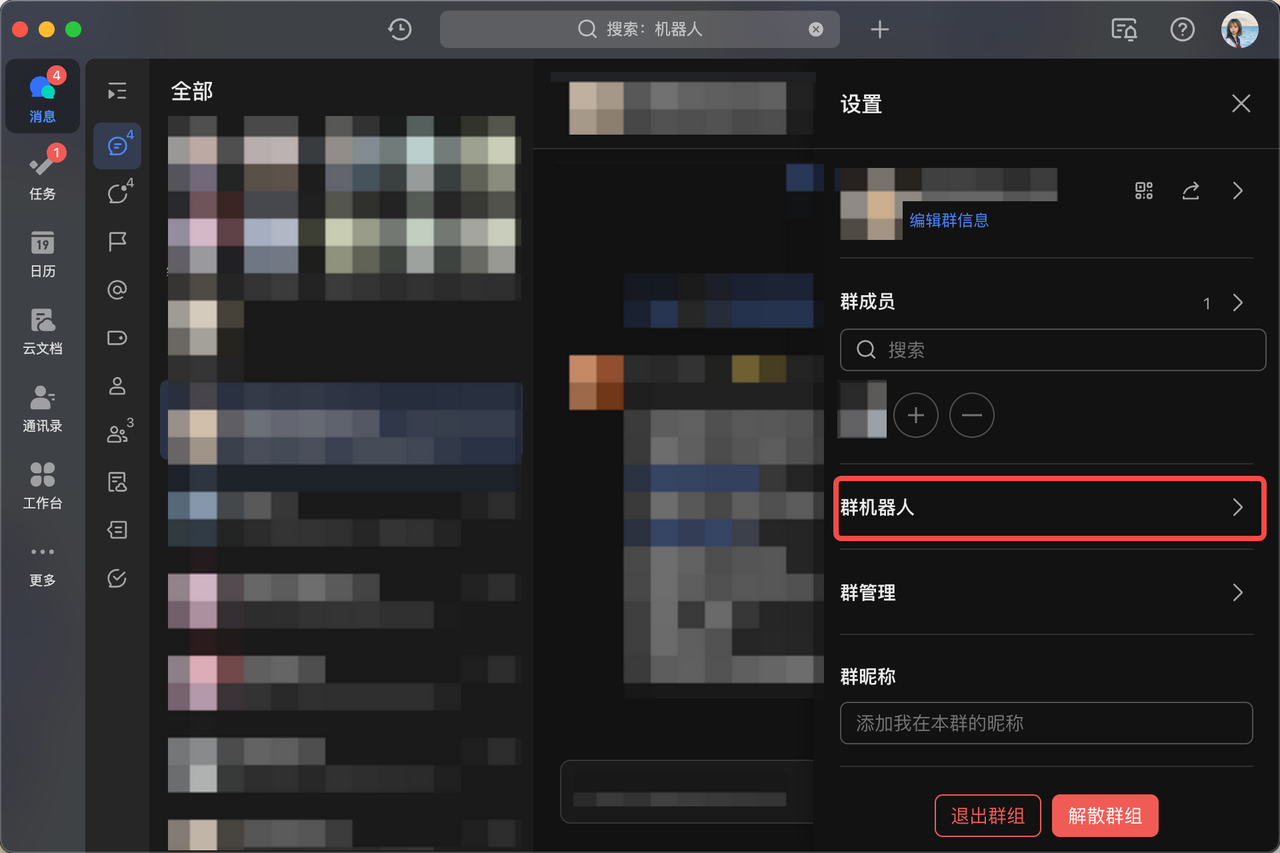 搜索：机器人
4
消息
1
任务
19
日历
云文档
通讯录
工作台
更多
4
4
3
全部
设置
编辑群信息
群成员
1
搜索
群机器人
群管理
群昵称
添加我在本群的昵称
退出群组
解散群组